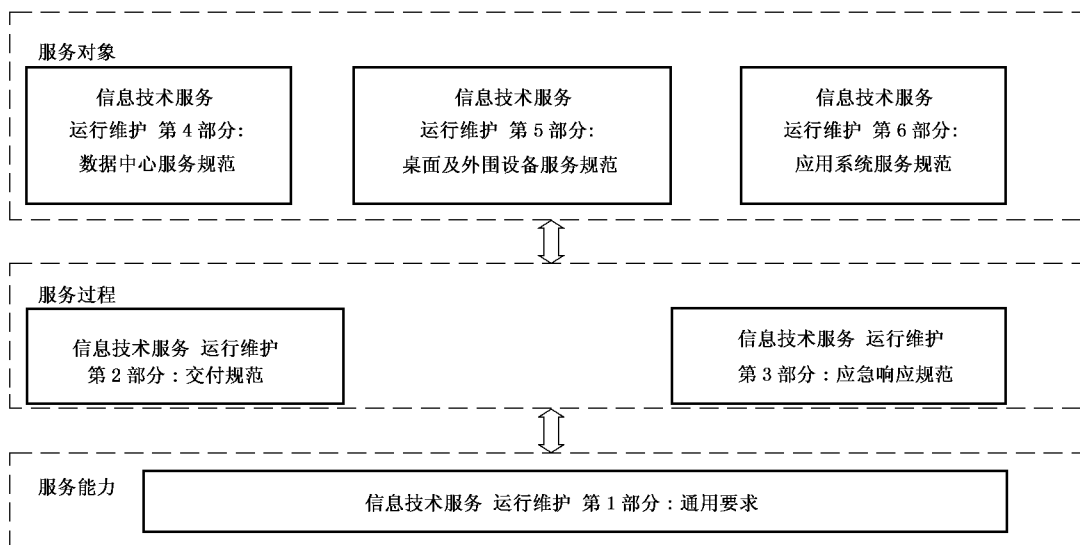 服务对象
信息技术服务
运行维护 第 4 部分:
数据中心服务规范
信息技术服务
运行维护 第 5 部分:
桌面及外围设备服务规范
信息技术服务
运行维护 第 6 部分:
应用系统服务规范
服务过程
信息技术服务 运行维护
第 2 部分:交付规范
信息技术服务 运行维护
第 3 部分:应急响应规范
服务能力
信息技术服务 运行维护 第 1 部分:通用要求